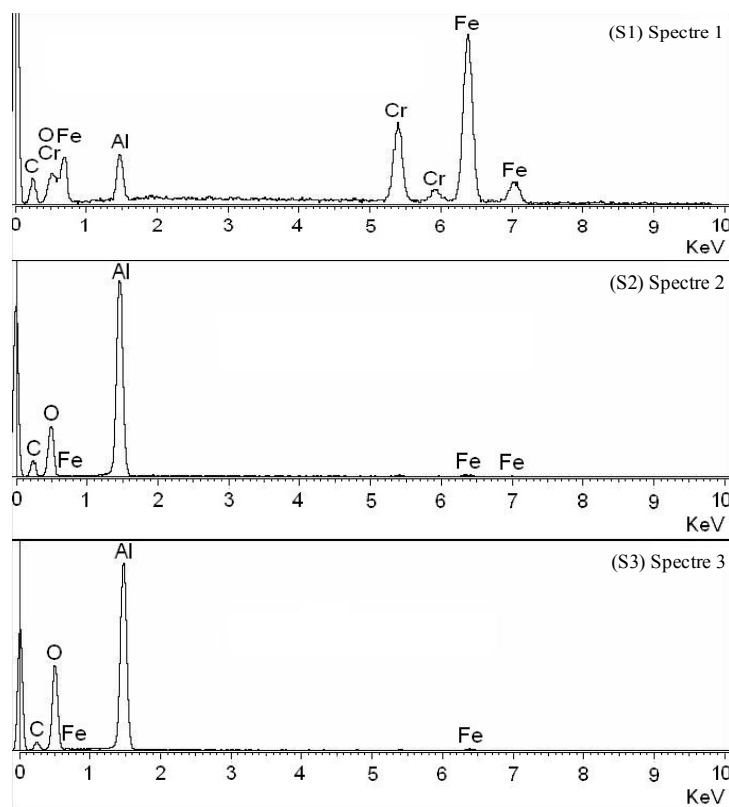 (S1) Spectre 1
Fe
Cr
O Fe
Cr
C
Al
Cr
Fe
0 1 2 3 4 5 6 7 8 9 10
KeV
(S2) Spectre 2
Al
O
C
Fe
Fe Fe
0 1 2 3 4 5 6 7 8 9 10
KeV
(S3) Spectre 3
Al
O
C Fe
Fe
0 1 2 3 4 5 6 7 8 9 10
KeV